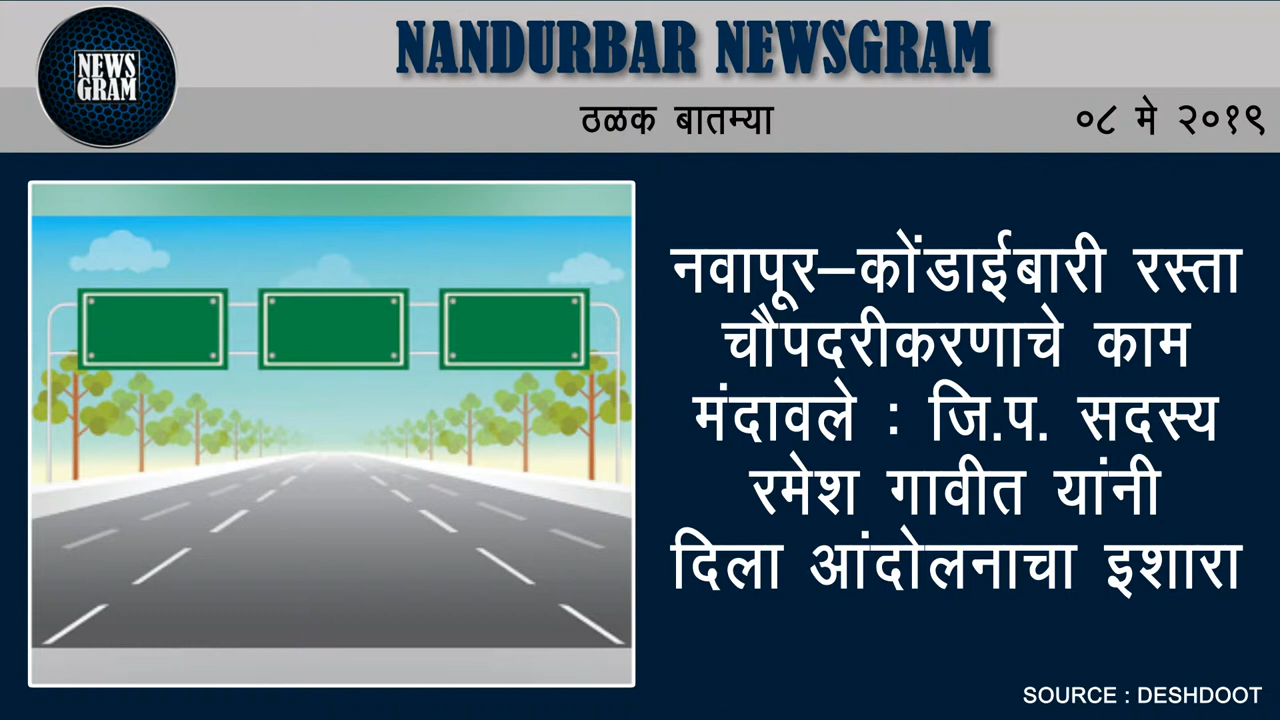 NEWS
GRAM
NANDURBAR NEWSGRAM
ठळक बातम्या
०८ मे २०१९
नवापूर–कोंडाईबारी रस्ता
चौपदरीकरणाचे काम
मंदावले : जि.प. सदस्य
रमेश गावीत यांनी
दिला आंदोलनाचा इशारा
SOURCE : DESHDOOT